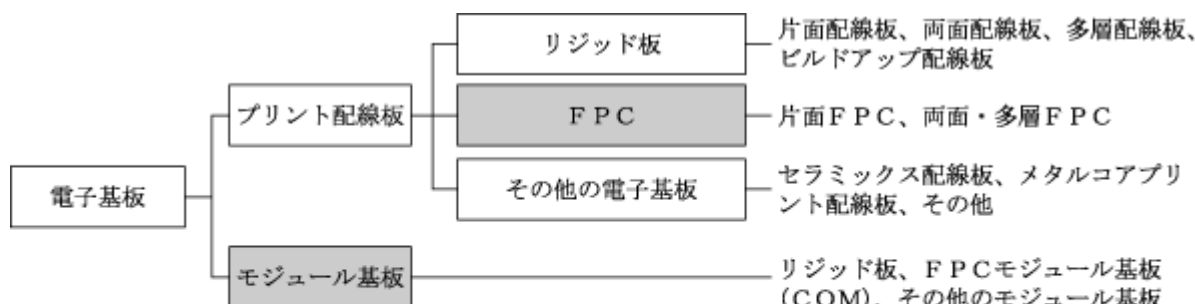 電子基板
プリント配線板
モジュール基板
リジッド板
ＦＰＣ
その他の電子基板
片面配線板、両面配線板、多層配線板、
ビルドアップ配線板
片面ＦＰＣ、両面・多層ＦＰＣ
セラミックス配線板、メタルコアプリ
ント配線板、その他
リジッド板、ＦＰＣモジュール基板
(ＣＯＭ)、その他のモジュール基板